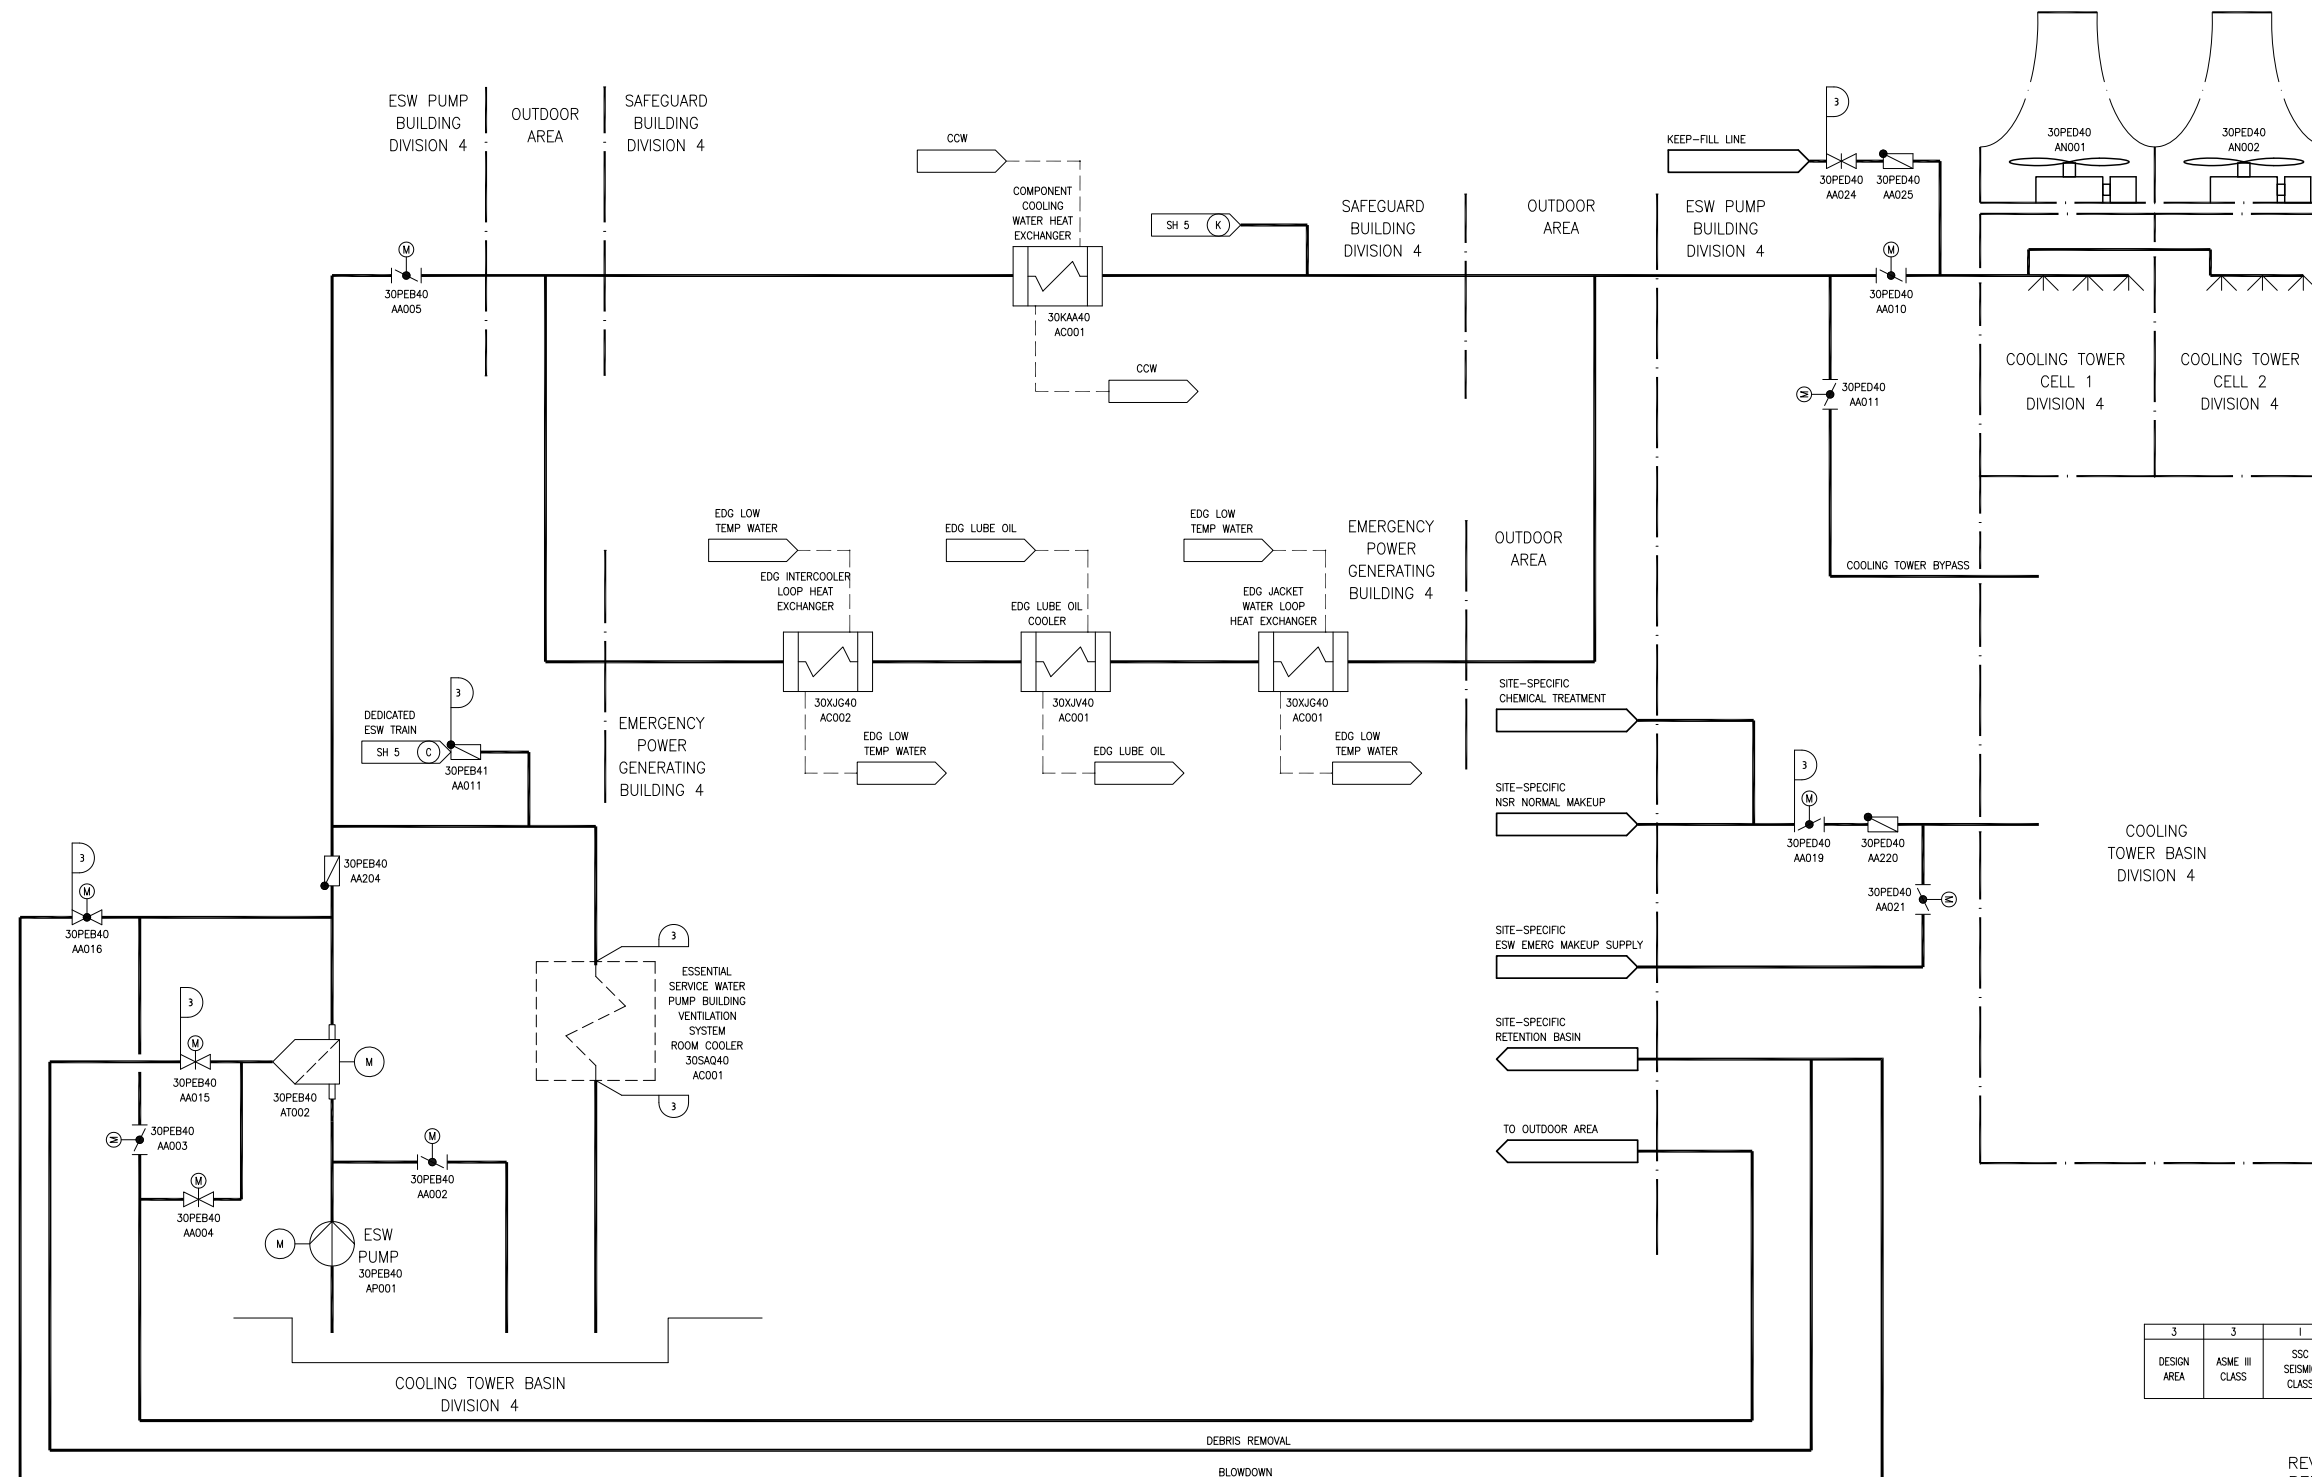 ESW PUMP
BUILDING
DIVISION 4
OUTDOOR
AREA
SAFEGUARD
BUILDING
DIVISION 4
CCW
COMPONENT
COOLING
WATER HEAT
EXCHANGER
SH 5 K
SAFEGUARD
BUILDING
DIVISION 4
OUTDOOR
AREA
ESW PUMP
BUILDING
DIVISION 4
KEEP-FILL LINE
3
30PED40
AA024
30PED40
AA025
30PED40
AN001
30PED40
AN002
M
30PEB40
AA005
30KAA40
AC001
CCW
M
30PED40
AA010
M
30PED40
AA011
COOLING TOWER
CELL 1
DIVISION 4
COOLING TOWER
CELL 2
DIVISION 4
COOLING TOWER BYPASS
EDG LOW
TEMP WATER
EDG INTERCOOLER
LOOP HEAT
EXCHANGER
EDG LUBE OIL
EDG LUBE OIL
COOLER
EDG LOW
TEMP WATER
EDG JACKET
WATER LOOP
HEAT EXCHANGER
EMERGENCY
POWER
GENERATING
BUILDING 4
OUTDOOR
AREA
30XJG40
AC002
30XJV40
AC001
30XJG40
AC001
EDG LOW
TEMP WATER
EDG LUBE OIL
EDG LOW
TEMP WATER
EMERGENCY
POWER
GENERATING
BUILDING 4
3
DEDICATED
ESW TRAIN
SH 5 C
30PEB41
AA011
SITE-SPECIFIC
CHEMICAL TREATMENT
SITE-SPECIFIC
NSR NORMAL MAKEUP
3
M
30PED40
AA019
30PED40
AA220
COOLING
TOWER BASIN
DIVISION 4
30PED40
AA021
M
SITE-SPECIFIC
ESW EMERG MAKEUP SUPPLY
SITE-SPECIFIC
RETENTION BASIN
TO OUTDOOR AREA
30PEB40
AA204
3
M
30PEB40
AA016
3
M
30PEB40
AA015
30PEB40
AT002
M
M
30PEB40
AA003
M
30PEB40
AA004
M
30PEB40
AA002
M
ESW
PUMP
30PEB40
AP001
3
ESSENTIAL
SERVICE WATER
PUMP BUILDING
VENTILATION
SYSTEM
ROOM COOLER
30SAQ40
AC001
3
COOLING TOWER BASIN
DIVISION 4
DEBRIS REMOVAL
BLOWDOWN
3 3 I
DESIGN
AREA
ASME III
CLASS
SSC